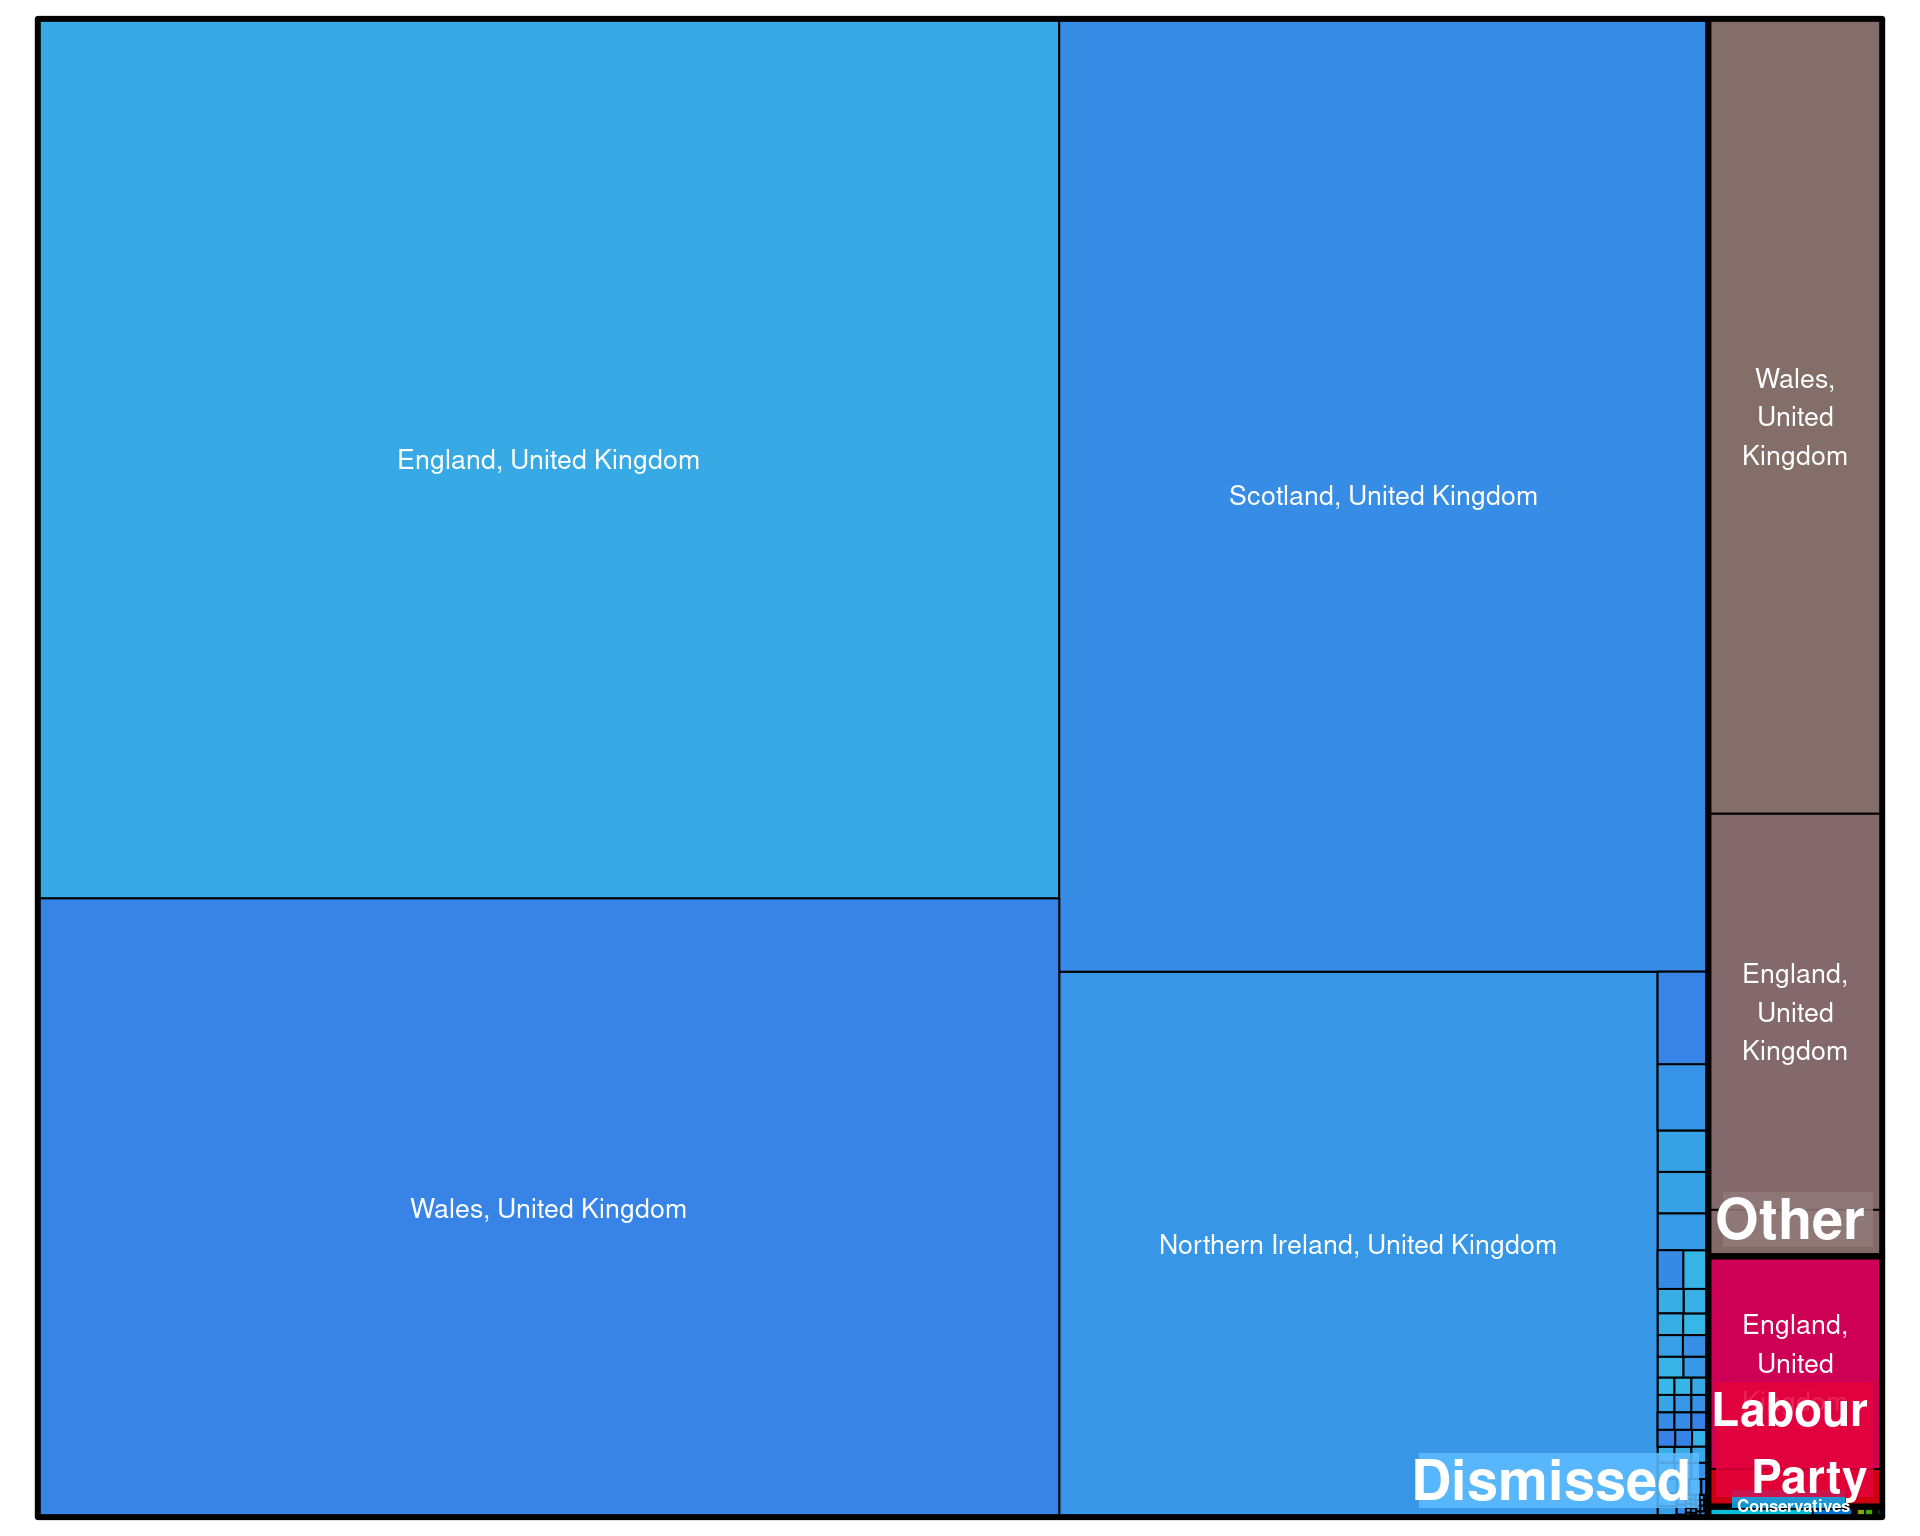 England, United Kingdom
Scotland, United Kingdom
Wales, United Kingdom
Northern Ireland, United Kingdom
Dismissed
Wales,
United
Kingdom
England,
United
Kingdom
Other
England,
United
Kingdom
Labour
Party
Conservatives